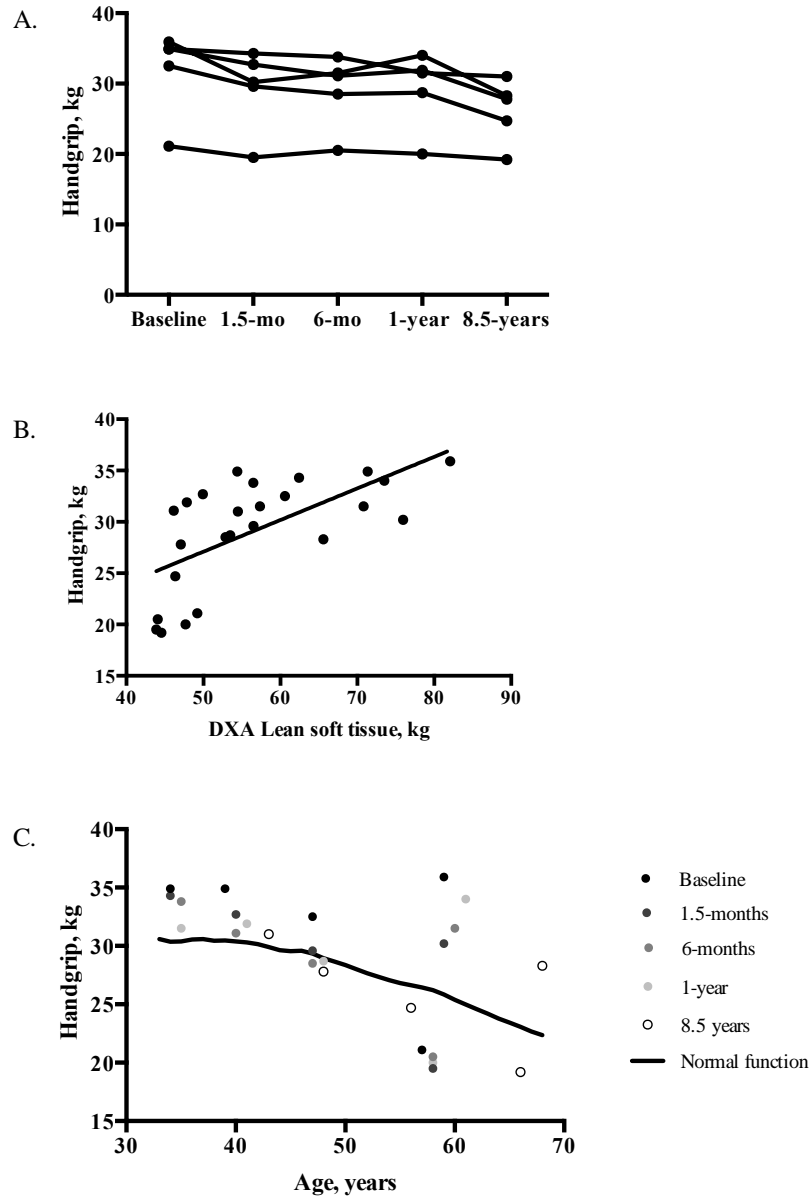 A.
40
30
20
10
0
Handgrip, kg
Baseline 1.5-mo 6-mo 1-year 8.5-years
B.
40
35
30
25
20
15
Handgrip, kg
40 50 60 70 80 90
DXA Lean soft tissue, kg
C.
40
35
30
25
20
15
Handgrip, kg
30 40 50 60 70
Age, years
Baseline
1.5-months
6-months
1-year
8.5 years
Normal function